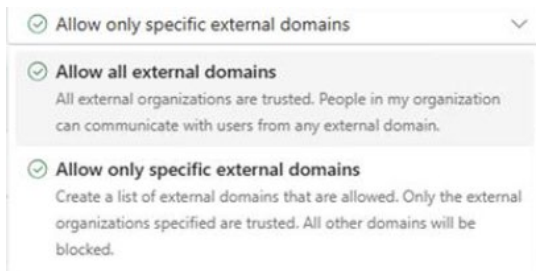 Allow only specific external domains
Allow all external domains
All external organizations are trusted. People in my organization
can communicate with users from any external domain.
Allow only specific external domains
Create a list of external domains that are allowed. Only the external
organizations specified are trusted. All other domains will be
blocked.